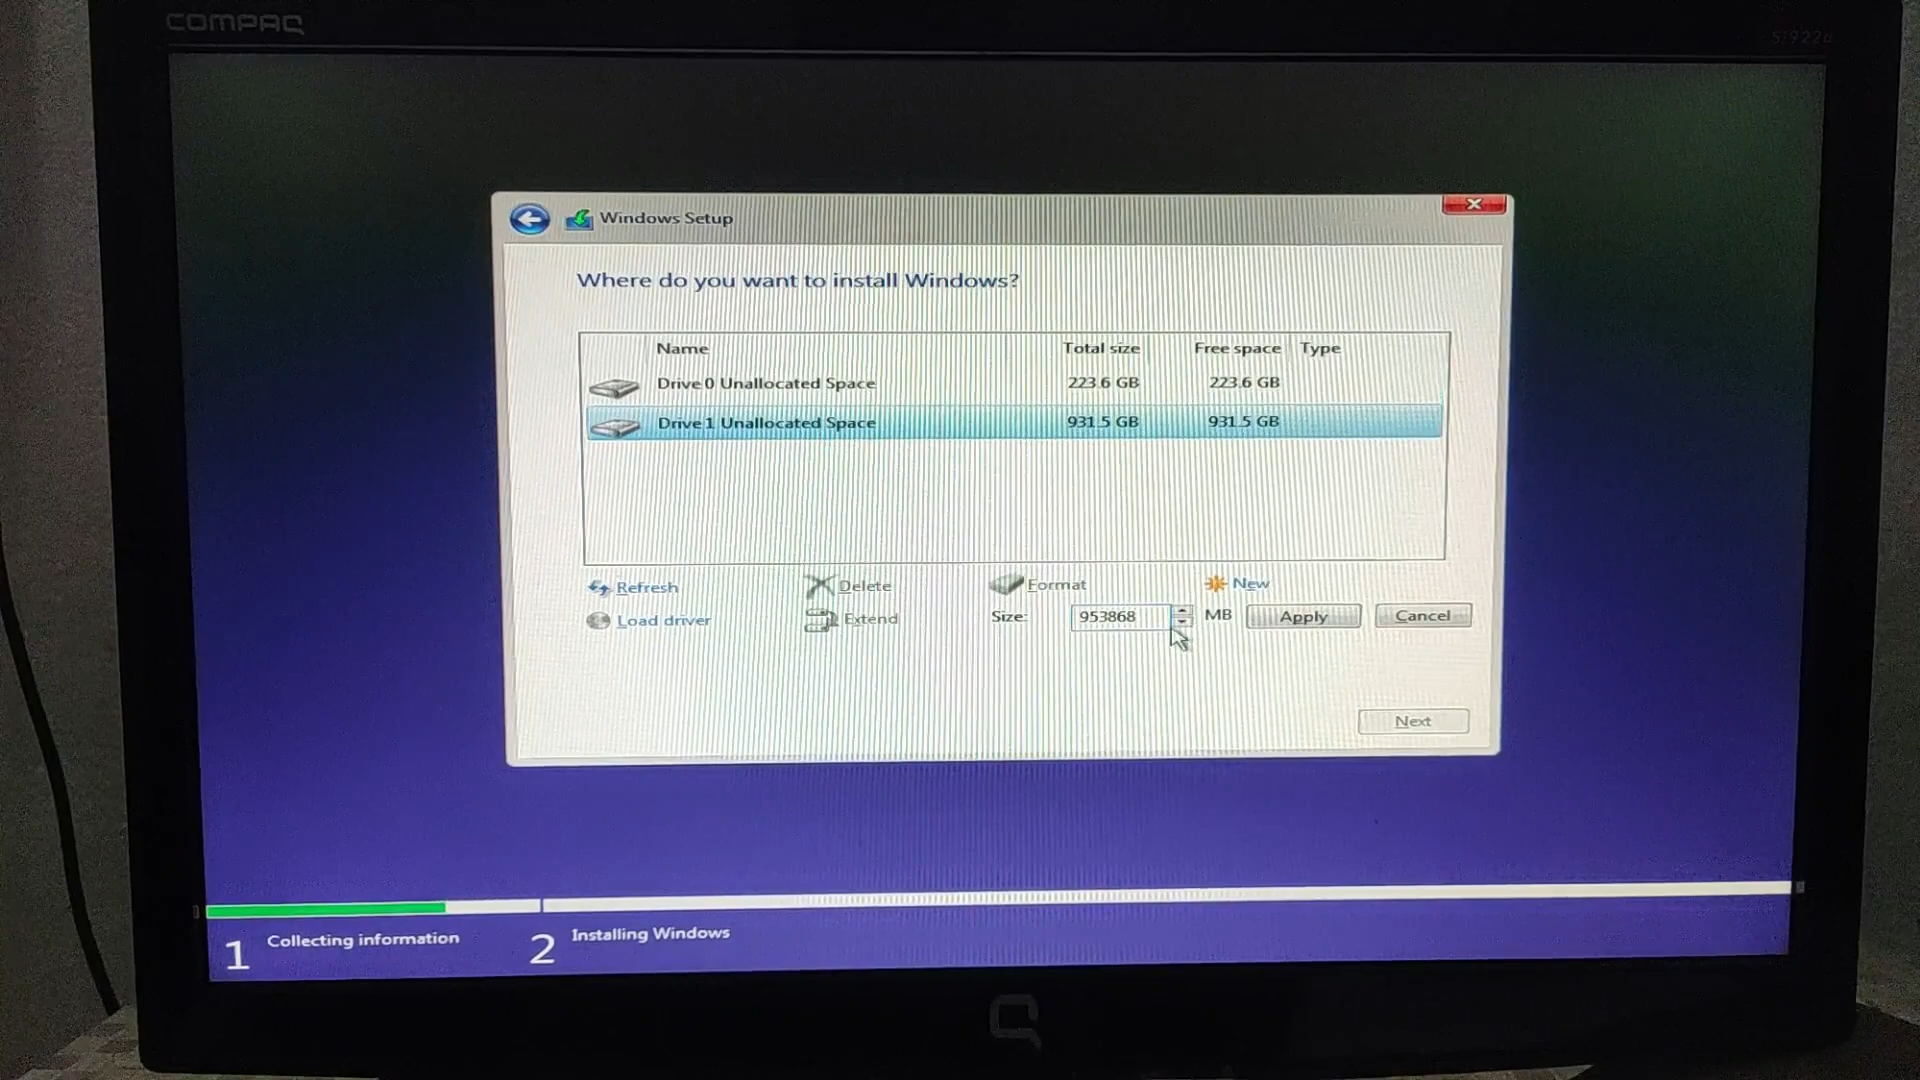 COMPAQ
S1922a
Windows Setup
Where do you want to install Windows?
Name Total size Free space Type
Drive 0 Unallocated Space 223.6 GB 223.6 GB
Drive 1 Unallocated Space 931.5 GB 931.5 GB
Refresh Delete Format New
Load driver Extend Size: 953868 MB Apply Cancel
Next
1 Collecting information 2 Installing Windows